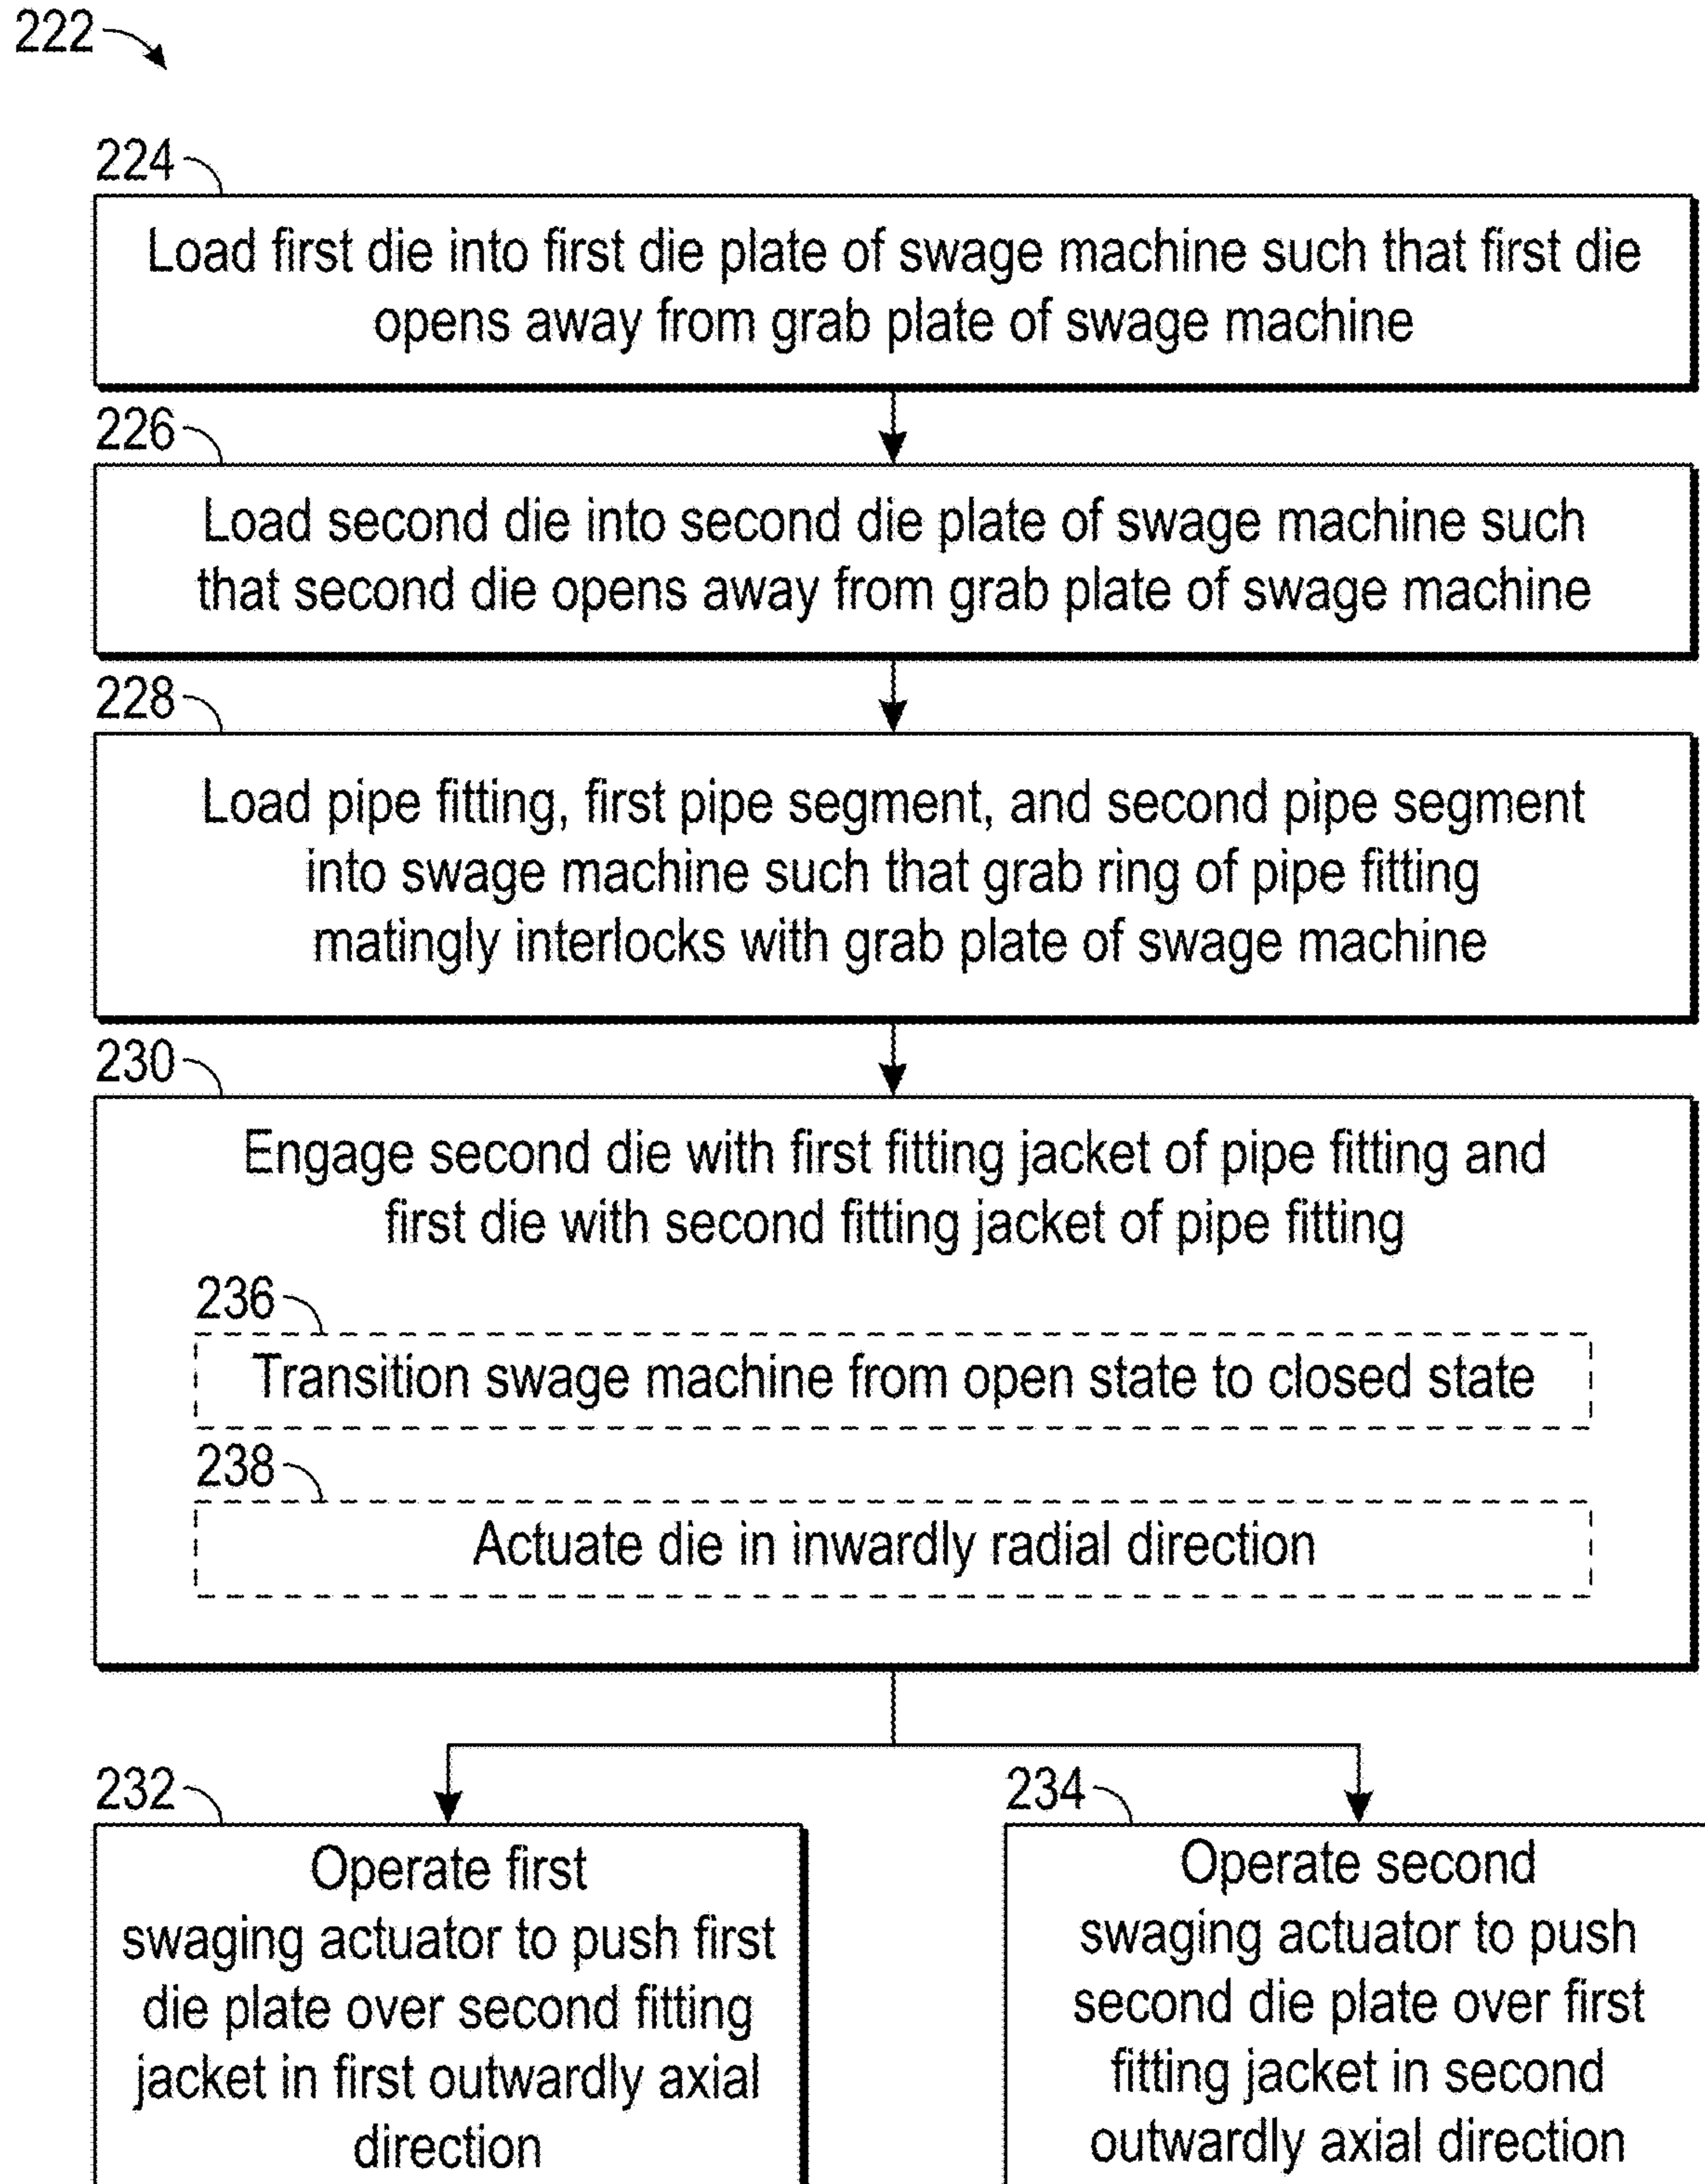 222
224
Load first die into first die plate of swage machine such that first die
opens away from grab plate of swage machine
226
Load second die into second die plate of swage machine such
that second die opens away from grab plate of swage machine
228
Load pipe fitting, first pipe segment, and second pipe segment
into swage machine such that grab ring of pipe fitting
matingly interlocks with grab plate of swage machine
230
Engage second die with first fitting jacket of pipe fitting and
first die with second fitting jacket of pipe fitting
236
Transition swage machine from open state to closed state
238
Actuate die in inwardly radial direction
232
Operate first
swaging actuator to push first
die plate over second fitting
jacket in first outwardly axial
direction
234
Operate second
swaging actuator to push
second die plate over first
fitting jacket in second
outwardly axial direction